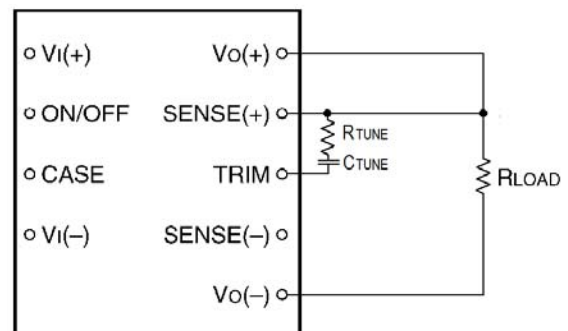 VI(+)
VO(+)
ON/OFF
SENSE(+)
RTUNE
CTUNE
CASE
TRIM
RLOAD
VI(–)
SENSE(–)
VO(–)